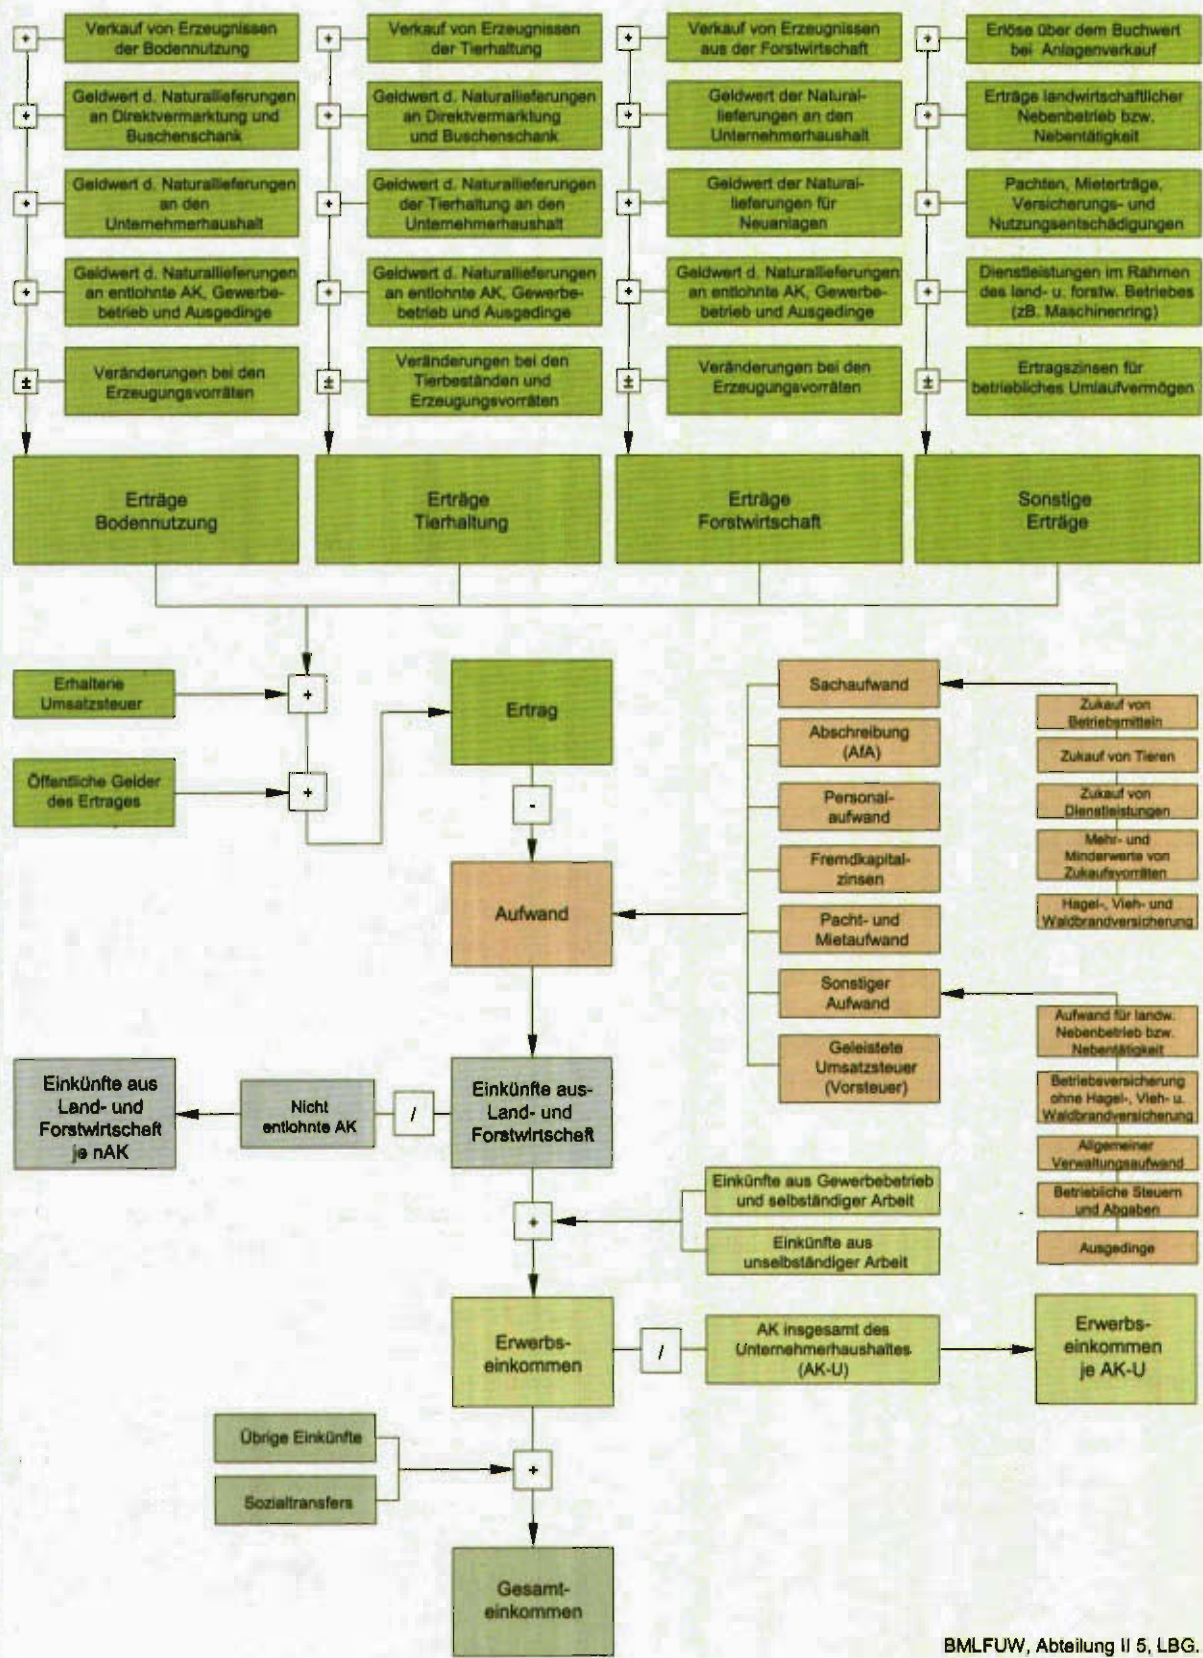 Verkauf von Erzeugnissen
der Bodennutzung
+
Geldwert d. Naturallieferungen
an Direktvermarktung und
Buschenschank
+
Geldwert d. Naturallieferungen
an den
Unternehmerhaushalt
+
Geldwert d. Naturallieferungen
an entlohnte AK, Gewerbe-
betrieb und Ausgedinge
+
Veränderungen bei den
Erzeugungsvorräten
±
Erträge
Bodennutzung
Verkauf von Erzeugnissen
der Tierhaltung
+
Geldwert d. Naturallieferungen
an Direktvermarktung
und Buschenschank
+
Geldwert d. Naturallieferungen
der Tierhaltung an den
Unternehmerhaushalt
+
Geldwert d. Naturallieferungen
an entlohnte AK, Gewerbe-
betrieb und Ausgedinge
+
Veränderungen bei den
Tierbeständen und
Erzeugungsvorräten
±
Erträge
Tierhaltung
Verkauf von Erzeugnissen
aus der Forstwirtschaft
+
Geldwert der Natural-
lieferungen an den
Unternehmerhaushalt
+
Geldwert der Natural-
lieferungen für
Neuanlagen
+
Geldwert d. Naturallieferungen
an entlohnte AK, Gewerbe-
betrieb und Ausgedinge
+
Veränderungen bei den
Erzeugungsvorräten
±
Erträge
Forstwirtschaft
Erlöse über dem Buchwert
bei Anlagenverkauf
+
Erträge landwirtschaftlicher
Nebenbetrieb bzw.
Nebentätigkeit
+
Pachten, Mieterträge,
Versicherungs- und
Nutzungsentschädigungen
+
Dienstleistungen im Rahmen
des land- u. forstw. Betriebes
(zB. Maschinenring)
+
Ertragszinsen für
betriebliches Umlaufvermögen
±
Sonstige
Erträge
Erhaltene
Umsatzsteuer
+
Öffentliche Gelder
des Ertrages
+
Ertrag
-
Aufwand
Sachaufwand
Abschreibung
(AfA)
Personal-
aufwand
Fremdkapital-
zinsen
Pacht- und
Mietaufwand
Sonstiger
Aufwand
Geleistete
Umsatzsteuer
(Vorsteuer)
Zukauf von
Betriebsmitteln
Zukauf von Tieren
Zukauf von
Dienstleistungen
Mehr- und
Minderwerte von
Zukaufsvorräten
Hagel-, Vieh- und
Waldbrandversicherung
Aufwand für landw.
Nebenbetrieb bzw.
Nebentätigkeit
Betriebsversicherung
ohne Hagel-, Vieh- u.
Waldbrandversicherung
Allgemeiner
Verwaltungsaufwand
Betriebliche Steuern
und Abgaben
Ausgedinge
Einkünfte aus
Land- und
Forstwirtschaft
je nAK
Nicht
entlohnte AK
/
Einkünfte aus-
Land- und
Forstwirtschaft
+
Einkünfte aus Gewerbebetrieb
und selbständiger Arbeit
Einkünfte aus
unselbständiger Arbeit
Erwerbs-
einkommen
/
AK insgesamt des
Unternehmerhaushaltes
(AK-U)
Erwerbs-
einkommen
je AK-U
Übrige Einkünfte
Sozialtransfers
+
Gesamt-
einkommen
BMLFUW, Abteilung II 5, LBG.